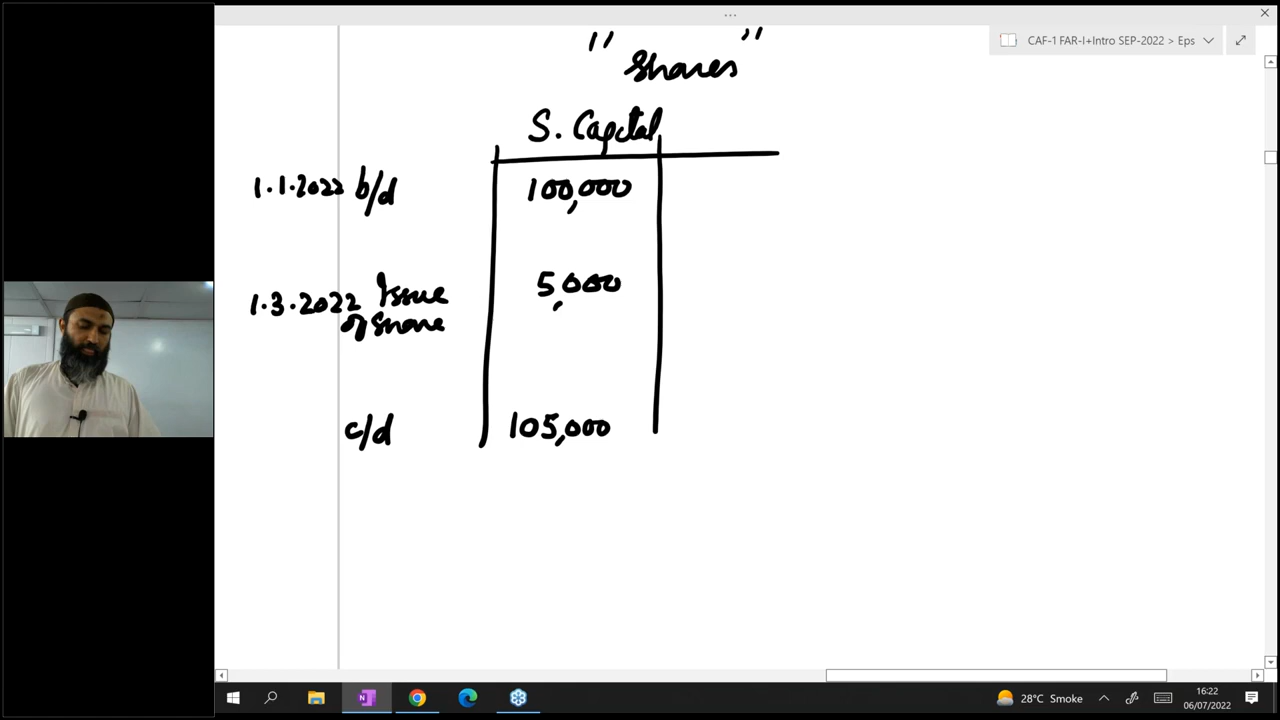 CAF-1 FAR-I+Intro SEP-2022 > Eps
" Shares "
S. Capital
1.1.2022 b/d 100,000
1.3.2022 Issue 5,000
of Share
c/d 105,000
28°C Smoke
16:22
06/07/2022